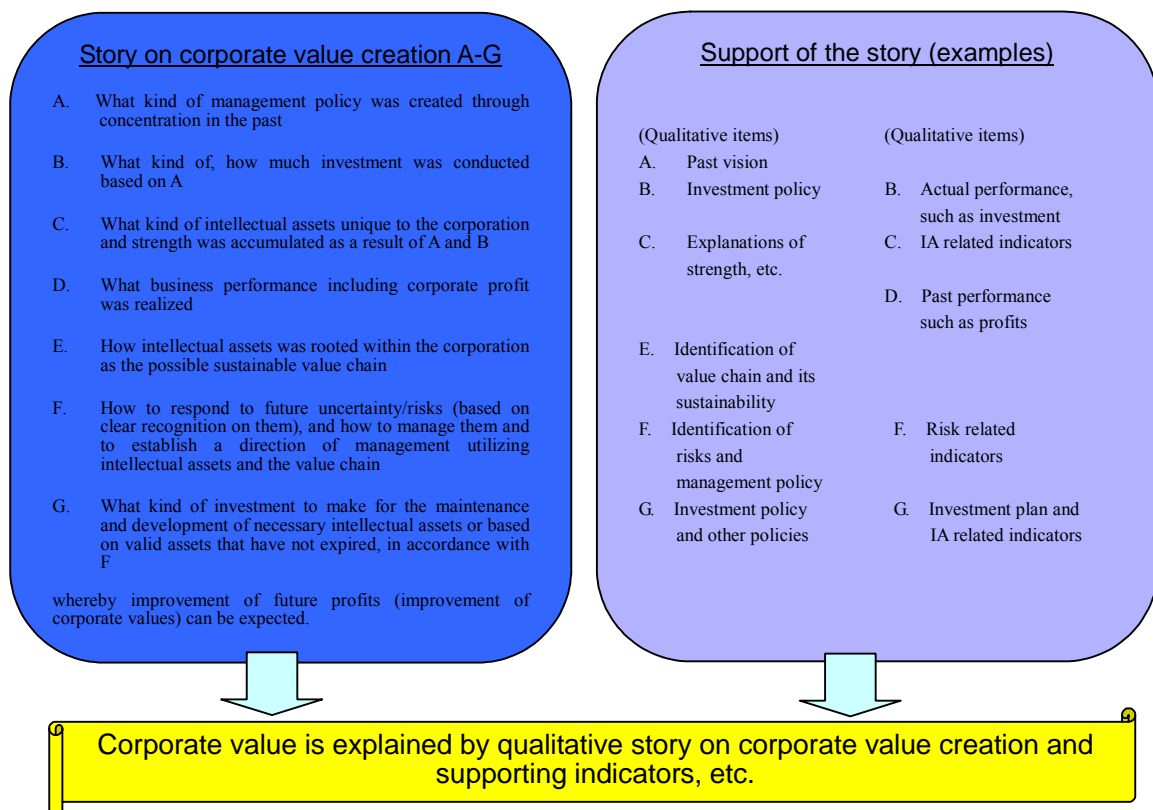 Story on corporate value creation A-G
A. What kind of management policy was created through
concentration in the past
B. What kind of, how much investment was conducted
based on A
C. What kind of intellectual assets unique to the corporation
and strength was accumulated as a result of A and B
D. What business performance including corporate profit
was realized
E. How intellectual assets was rooted within the corporation
as the possible sustainable value chain
F. How to respond to future uncertainty/risks (based on
clear recognition on them), and how to manage them and
to establish a direction of management utilizing
intellectual assets and the value chain
G. What kind of investment to make for the maintenance
and development of necessary intellectual assets or based
on valid assets that have not expired, in accordance with
F
whereby improvement of future profits (improvement of
corporate values) can be expected.
Support of the story (examples)
(Qualitative items)
A. Past vision
B. Investment policy
C. Explanations of
strength, etc.
E. Identification of
value chain and its
sustainability
F. Identification of
risks and
management policy
G. Investment policy
and other policies
(Qualitative items)
B. Actual performance,
such as investment
C. IA related indicators
D. Past performance
such as profits
F. Risk related
indicators
G. Investment plan and
IA related indicators
Corporate value is explained by qualitative story on corporate value creation and
supporting indicators, etc.